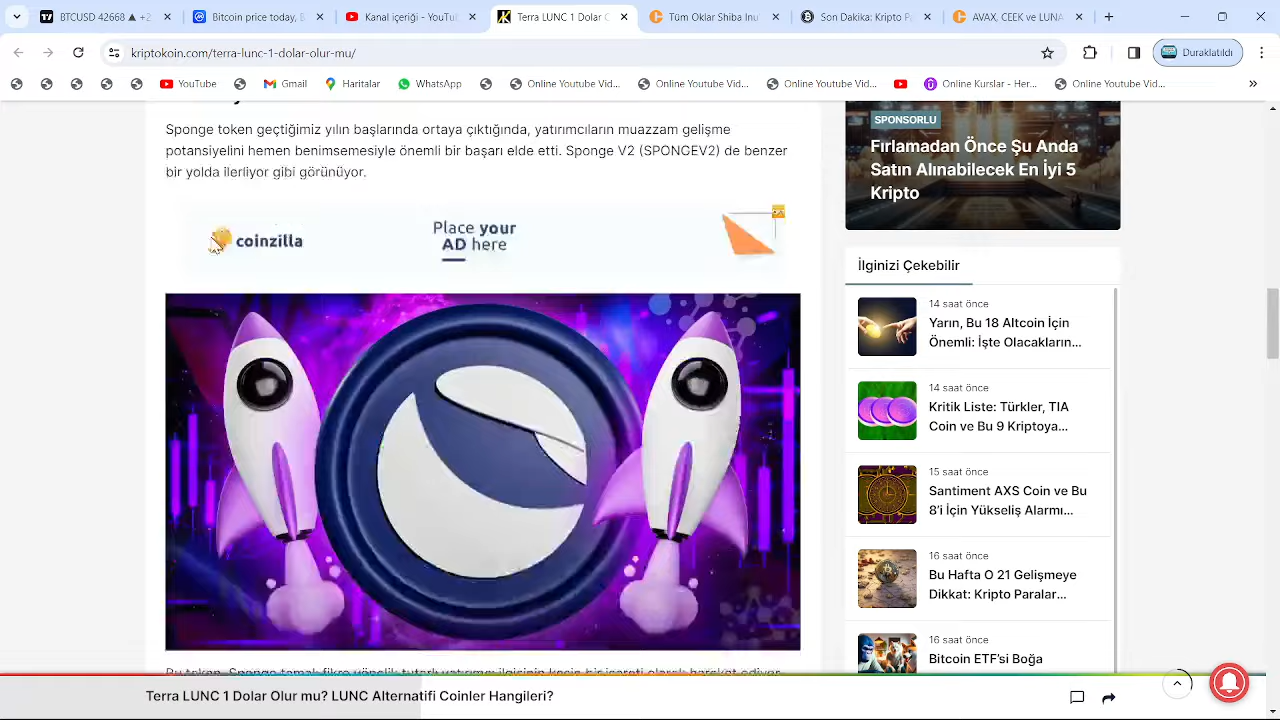 BTCUSD 42666 ▲ +2
Bitcoin price today, B
Kanal içeriği - YouTu
Terra LUNC 1 Dolar O
Tüm Oklar Shiba Inu
Son Dakika: Kripto Pa
AVAX, CEEK ve LUNA
kriptokoin.com/terra-lunc-1-dolar-olur-mu/
Duraklatıldı
YouTube
Gmail
Haritalar
WhatsApp
Online Youtube Vid...
Online Youtube Vid...
Online Youtube Vid...
Online Kurslar - Her...
Online Youtube Vid...
SpongeToken geçtiğimiz yılın başlarında ortaya çıktığında, yatırımcıların muazzam gelişme
potansiyelini hemen benimsemesiyle önemli bir başarı elde etti. Sponge V2 (SPONGEV2) de benzer
bir yolda ilerliyor gibi görünüyor.
coinzilla
Place your
AD here
SPONSORLU
Fırlamadan Önce Şu Anda
Satın Alınabilecek En İyi 5
Kripto
İlginizi Çekebilir
14 saat önce
Yarın, Bu 18 Altcoin İçin
Önemli: İşte Olacakların...
14 saat önce
Kritik Liste: Türkler, TIA
Coin ve Bu 9 Kriptoya...
15 saat önce
Santiment AXS Coin ve Bu
8'i İçin Yükseliş Alarmı...
16 saat önce
Bu Hafta O 21 Gelişmeye
Dikkat: Kripto Paralar...
16 saat önce
Bitcoin ETF'si Boğa
Terra LUNC 1 Dolar Olur mu? LUNC Alternatifi Coinler Hangileri?